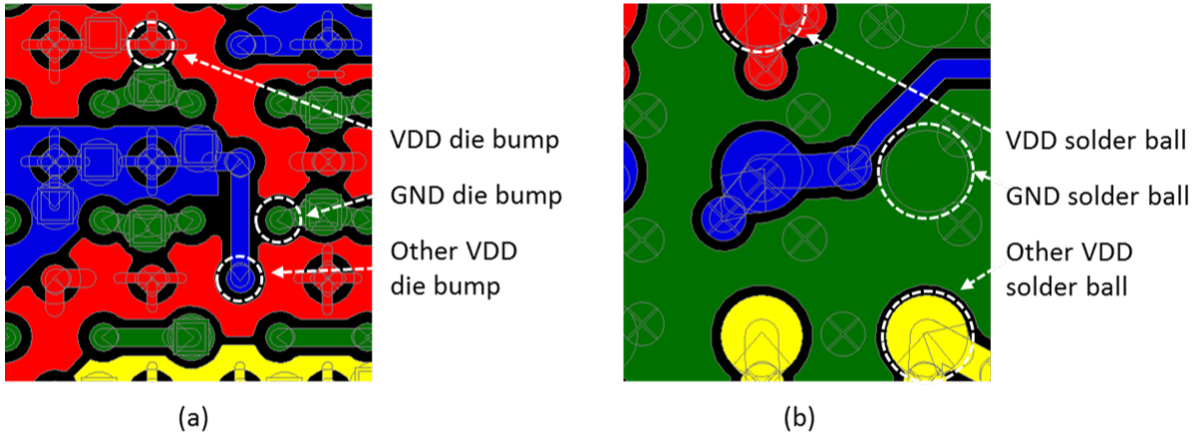 VDD die bump
GND die bump
Other VDD
die bump
(a)
VDD solder ball
GND solder ball
Other VDD
solder ball
(b)